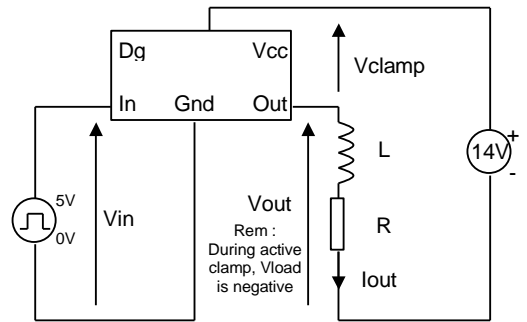 Dg Vcc
Vclamp
In Gnd Out
+
14V
-
L
5V
0V
Vin
Vout
R
Rem :
During active
clamp, Vload
is negative
Iout